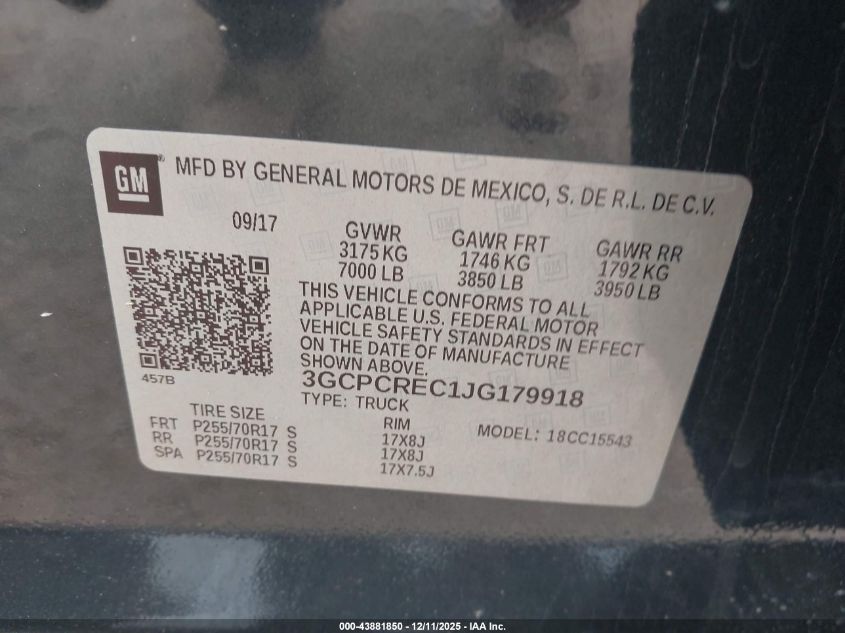 GM
MFD BY GENERAL MOTORS DE MEXICO, S. DE R.L. DE C.V.
09/17
GVWR
3175 KG
7000 LB
GAWR FRT
1746 KG
3850 LB
GAWR RR
1792 KG
3950 LB
THIS VEHICLE CONFORMS TO ALL
APPLICABLE U.S. FEDERAL MOTOR
VEHICLE SAFETY STANDARDS IN EFFECT
ON THE DATE OF MANUFACTURE
SHOWN ABOVE.
457B
3GCPCREC1JG179918
TYPE: TRUCK
MODEL: 18CC15543
TIRE SIZE RIM
FRT P255/70R17 S 17X8J
RR P255/70R17 S 17X8J
SPA P255/70R17 S 17X7.5J
000-43881850 - 12/11/2025 - IAA Inc.